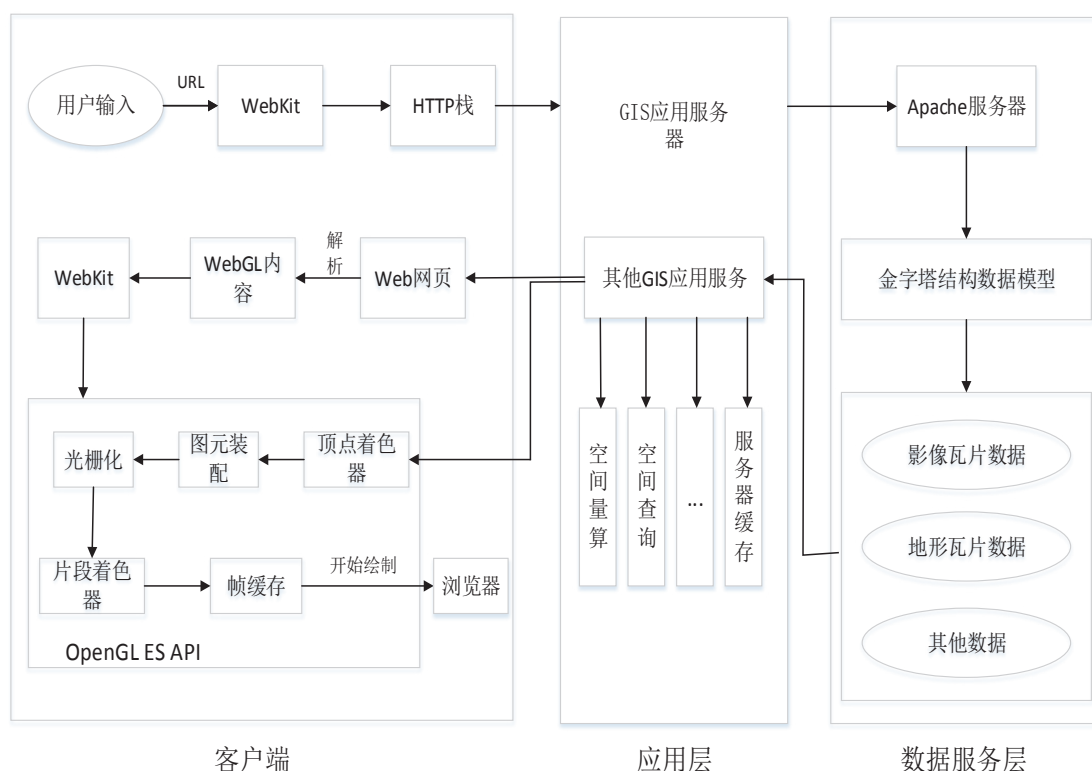 用户输入
URL
WebKit
HTTP栈
GIS应用服务
器
Apache服务器
WebKit
WebGL内
容
解
析
Web网页
其他GIS应用服务
金字塔结构数据模型
光栅化
图元装
配
顶点着色
器
片段着色
器
帧缓存
开始绘制
浏览器
OpenGL ES API
空
间
量
算
空
间
查
询
...
服
务
器
缓
存
影像瓦片数据
地形瓦片数据
其他数据
客户端
应用层
数据服务层